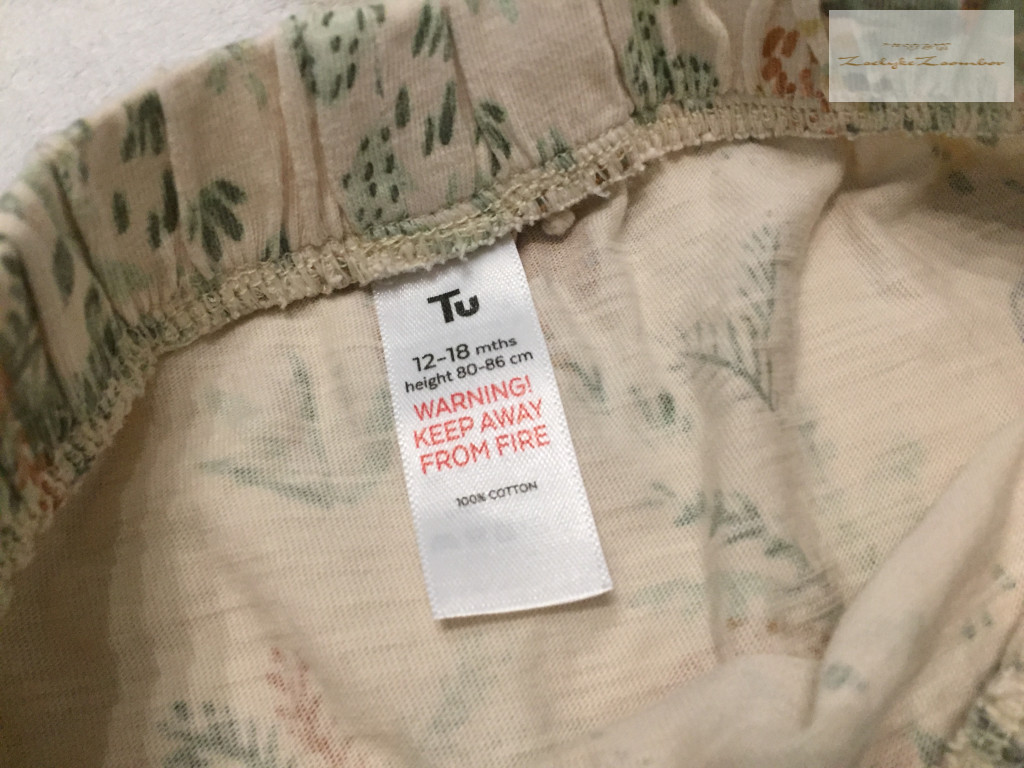 Tu
12-18 mths
height 80-86 cm
WARNING!
KEEP AWAY
FROM FIRE
100% COTTON